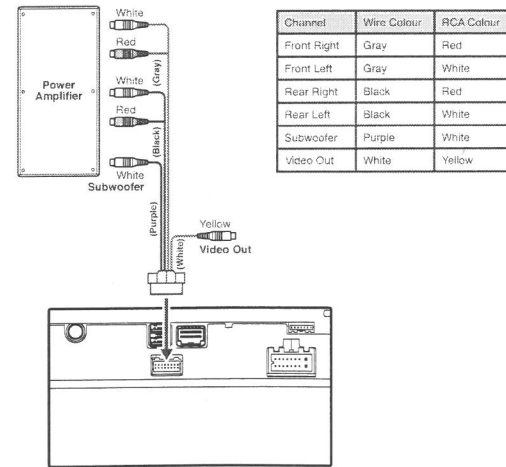 White
Red
(Gray)
White
Red
Power
Amplifier
(Black)
White
Subwoofer
(Purple)
Yellow
(White)
Video Out
Channel Wire Colour RCA Colour
Front Right Gray Red
Front Left Gray White
Rear Right Black Red
Rear Left Black White
Subwoofer Purple White
Video Out White Yellow